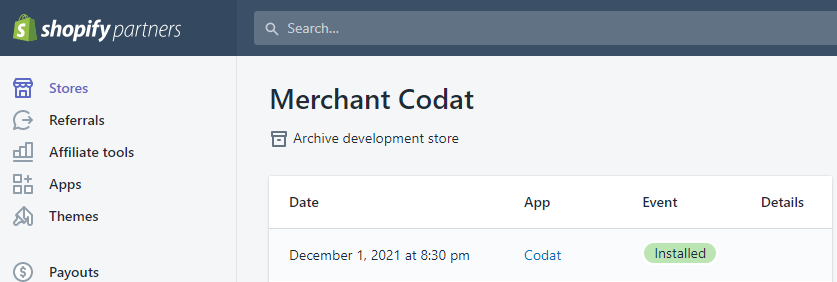 shopify partners
Search...
Stores
Referrals
Affiliate tools
Apps
Themes
Payouts
Merchant Codat
Archive development store
Date App Event Details
December 1, 2021 at 8:30 pm Codat Installed